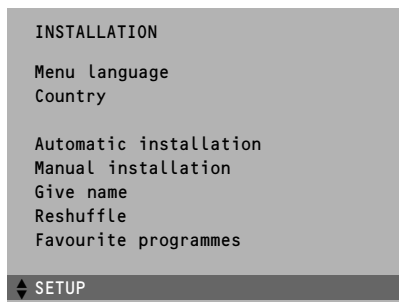 INSTALLATION
Menu language
Country
Automatic installation
Manual installation
Give name
Reshuffle
Favourite programmes
SETUP